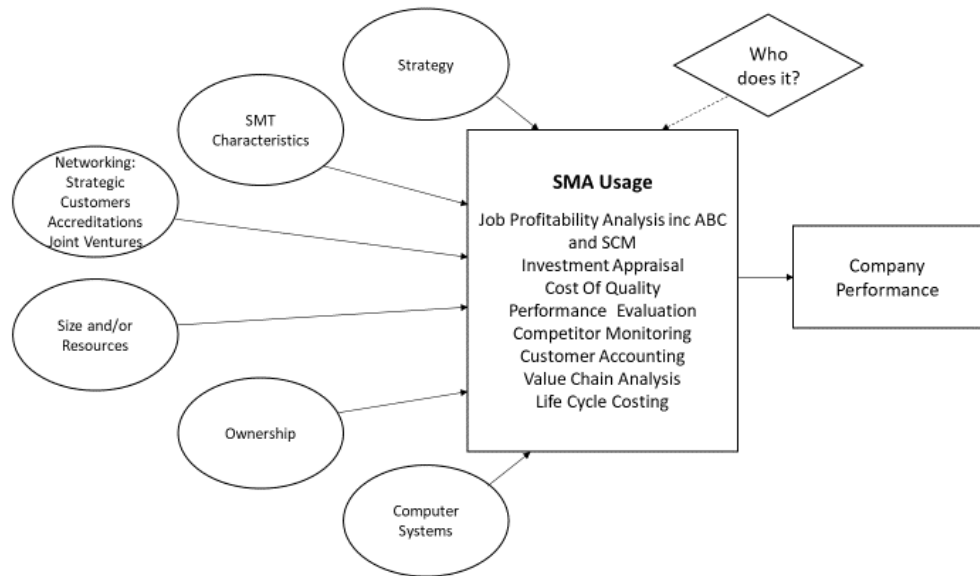 Strategy
Who
does it?
SMT
Characteristics
Networking:
Strategic
Customers
Accreditations
Joint Ventures
Size and/or
Resources
Ownership
Computer
Systems
SMA Usage
Job Profitability Analysis inc ABC
and SCM
Investment Appraisal
Cost Of Quality
Performance Evaluation
Competitor Monitoring
Customer Accounting
Value Chain Analysis
Life Cycle Costing
Company
Performance